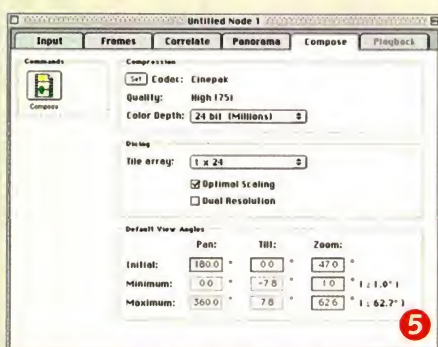 Untitled Node 1
Input Frames Correlate Panorama Compose Playback
Commands
Compose
Compression
Set Codec: Cinepak
Quality: High (75)
Color Depth: 24 bit (Millions)
Dicing
Tile array: 1 x 24
Optimal Scaling
Dual Resolution
Default View Angles
Pan: Tilt: Zoom:
Initial: 180.0 ° 0.0 ° 47.0 °
Minimum: 0.0 ° -7.8 ° 1.0 ° ( ≥ 1.0° )
Maximum: 360.0 ° 7.8 ° 62.6 ° ( ≤ 62.7° )
5